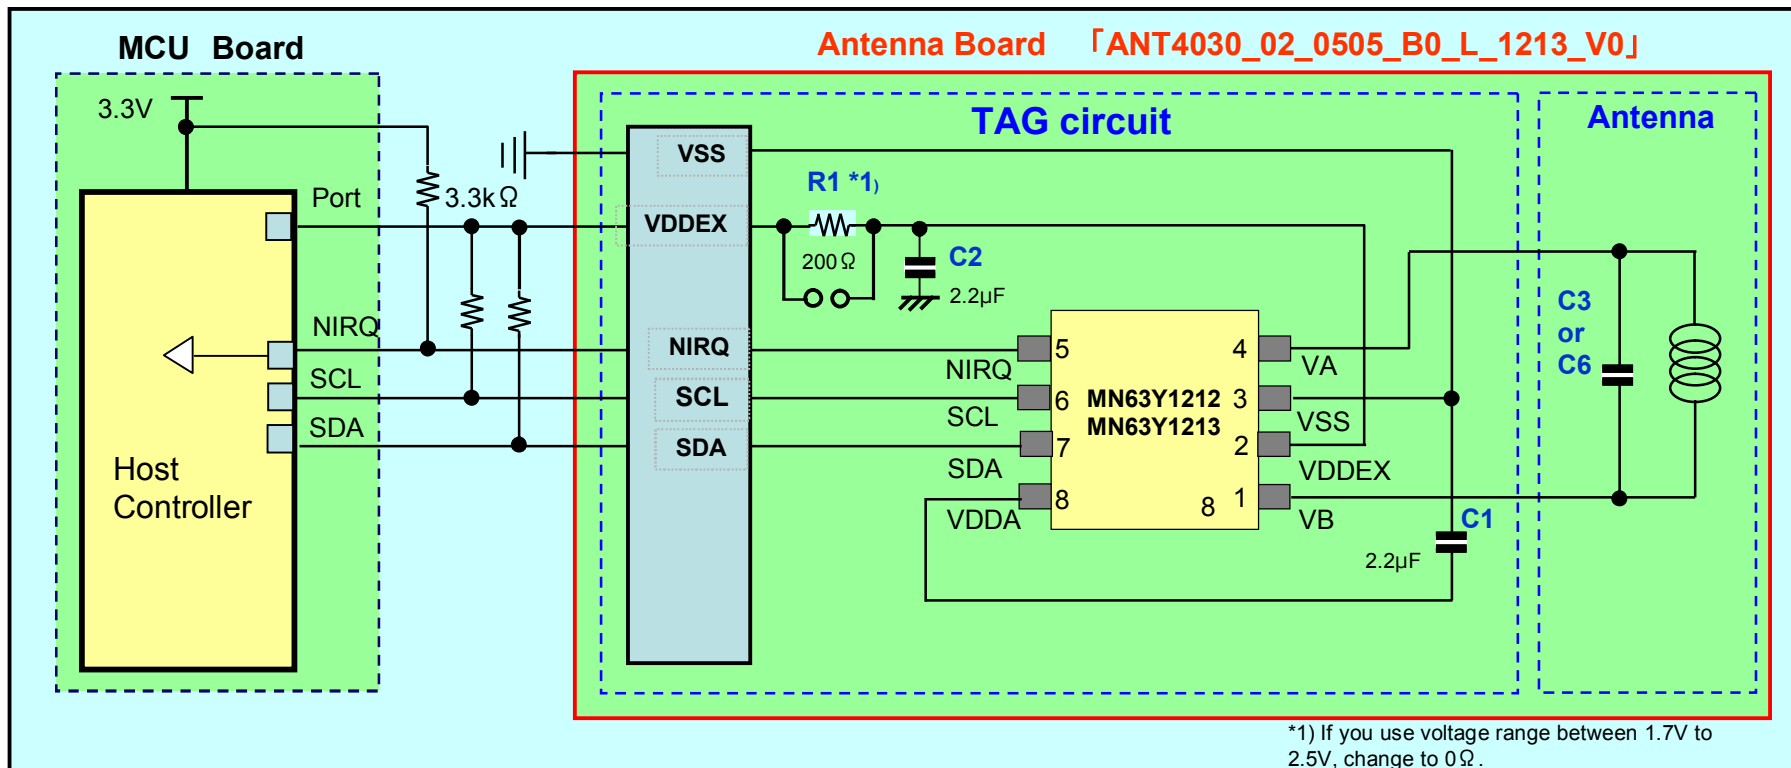 MCU Board
Antenna Board 「ANT4030_02_0505_B0_L_1213_V0」
3.3V
TAG circuit
Antenna
VSS
Port
3.3kΩ
R1 *1)
VDDEX
200Ω
C2
2.2µF
C3
or
C6
NIRQ
NIRQ
5
4
NIRQ
VA
SCL
SCL
6
MN63Y1212
3
MN63Y1213
SCL
VSS
SDA
SDA
7
2
SDA
VDDEX
Host
Controller
8
8
1
VDDA
VB
C1
2.2µF
*1) If you use voltage range between 1.7V to
2.5V, change to 0Ω.